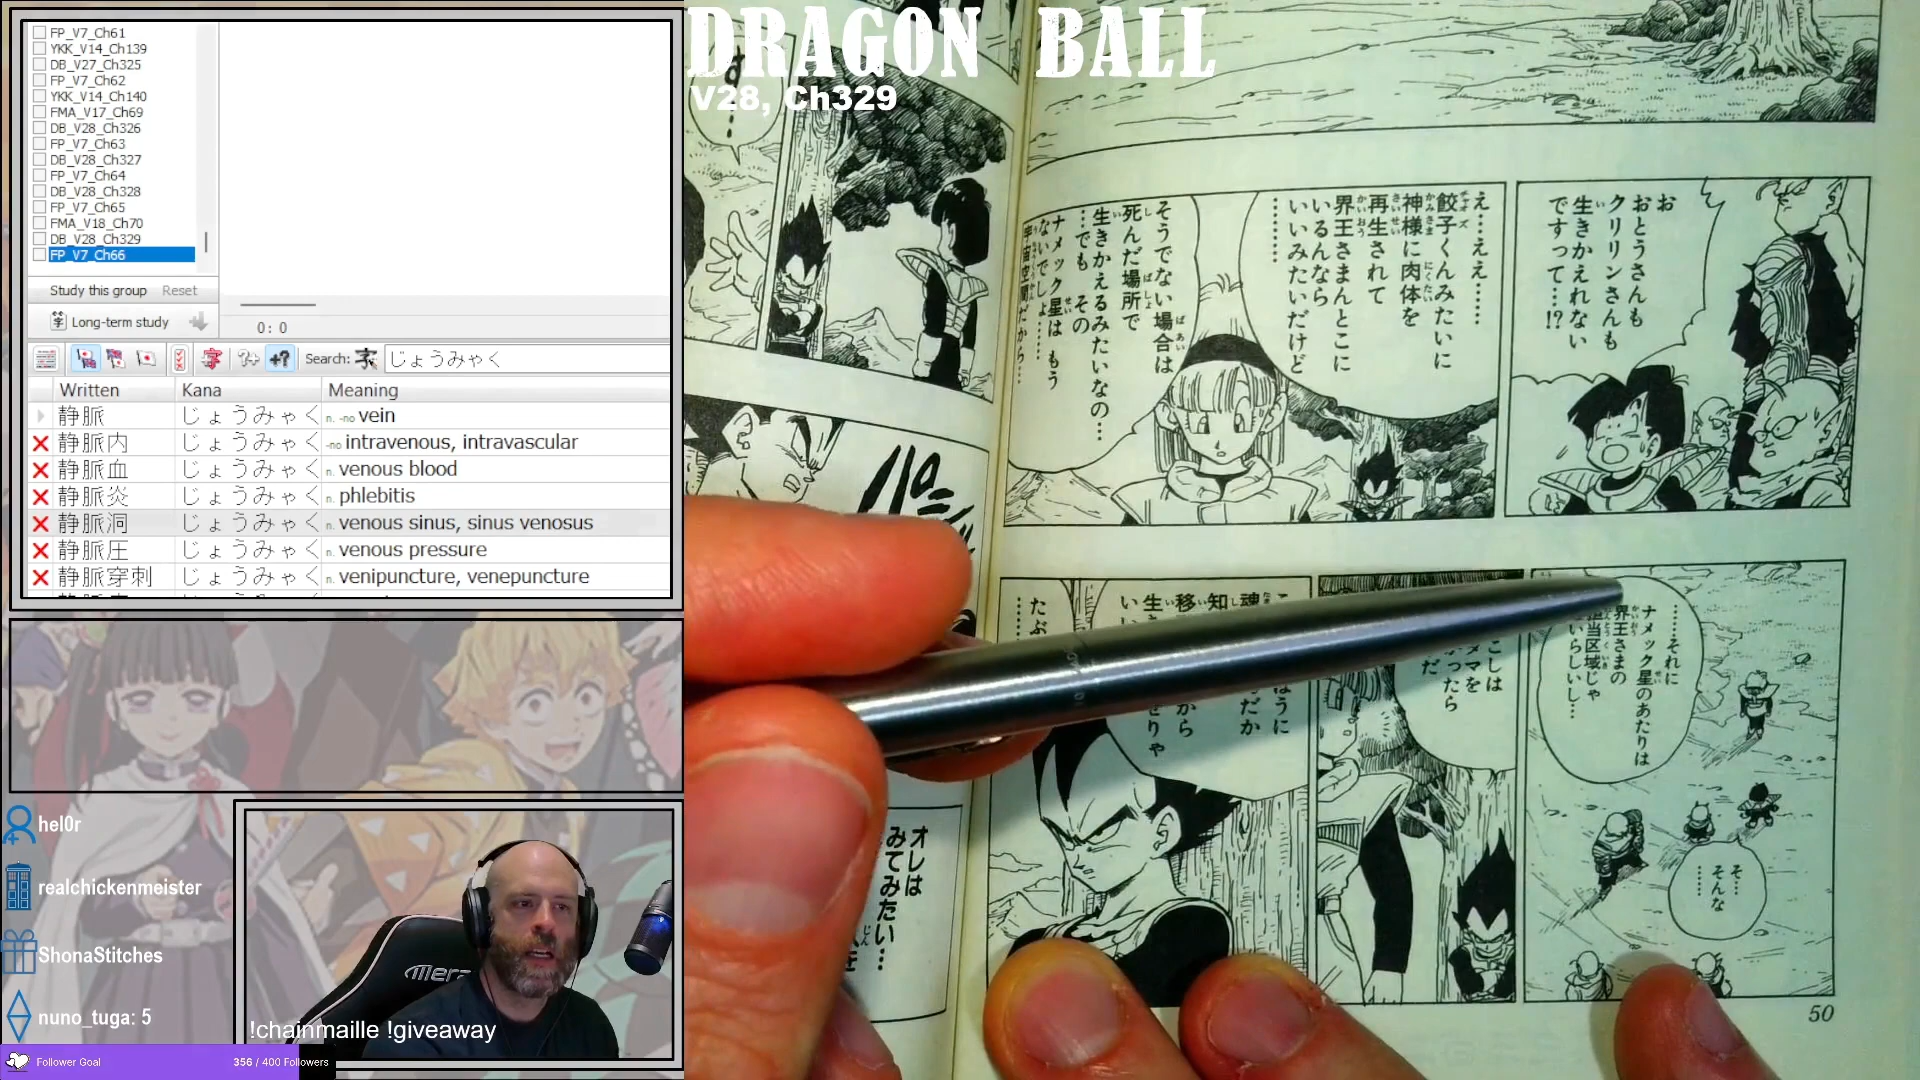 FP_V7_Ch61
YKK_V14_Ch139
DB_V27_Ch325
FP_V7_Ch62
YKK_V14_Ch140
FMA_V17_Ch69
DB_V28_Ch326
FP_V7_Ch63
DB_V28_Ch327
FP_V7_Ch64
DB_V28_Ch328
FP_V7_Ch65
FMA_V18_Ch70
DB_V28_Ch329
FP_V7_Ch66
Study this group Reset
Long-term study
0: 0
Search: じょうみゃく
Written Kana Meaning
静脈 じょうみゃく n. -no vein
静脈内 じょうみゃく -no intravenous, intravascular
静脈血 じょうみゃく n. venous blood
静脈炎 じょうみゃく n. phlebitis
静脈洞 じょうみゃく n. venous sinus, sinus venosus
静脈圧 じょうみゃく n. venous pressure
静脈穿刺 じょうみゃく n. venipuncture, venepuncture
hel0r
realchickenmeister
ShonaStitches
nuno_tuga: 5
Follower Goal
356 / 400 Followers
!chainmaille !giveaway
DRAGON BALL
V28, Ch329
お
おとうさんも
クリリンさんも
生きかえれない
ですって…!?
え…ええ……
餃子くんみたいに
神様に肉体を
再生されて
界王さまんとこに
いるんなら
いいみたいだけど
………
そうでない場合は
死んだ場所で
生きかえるみたいなの…
…でも その
ナメック星は もう
ないでしょ……
宇宙空間だから…
……それに
ナメック星のあたりは
界王さまの
担当区域じゃ
ないらしいし…
そ…
そんな
……
オレは
みてみたい…
50